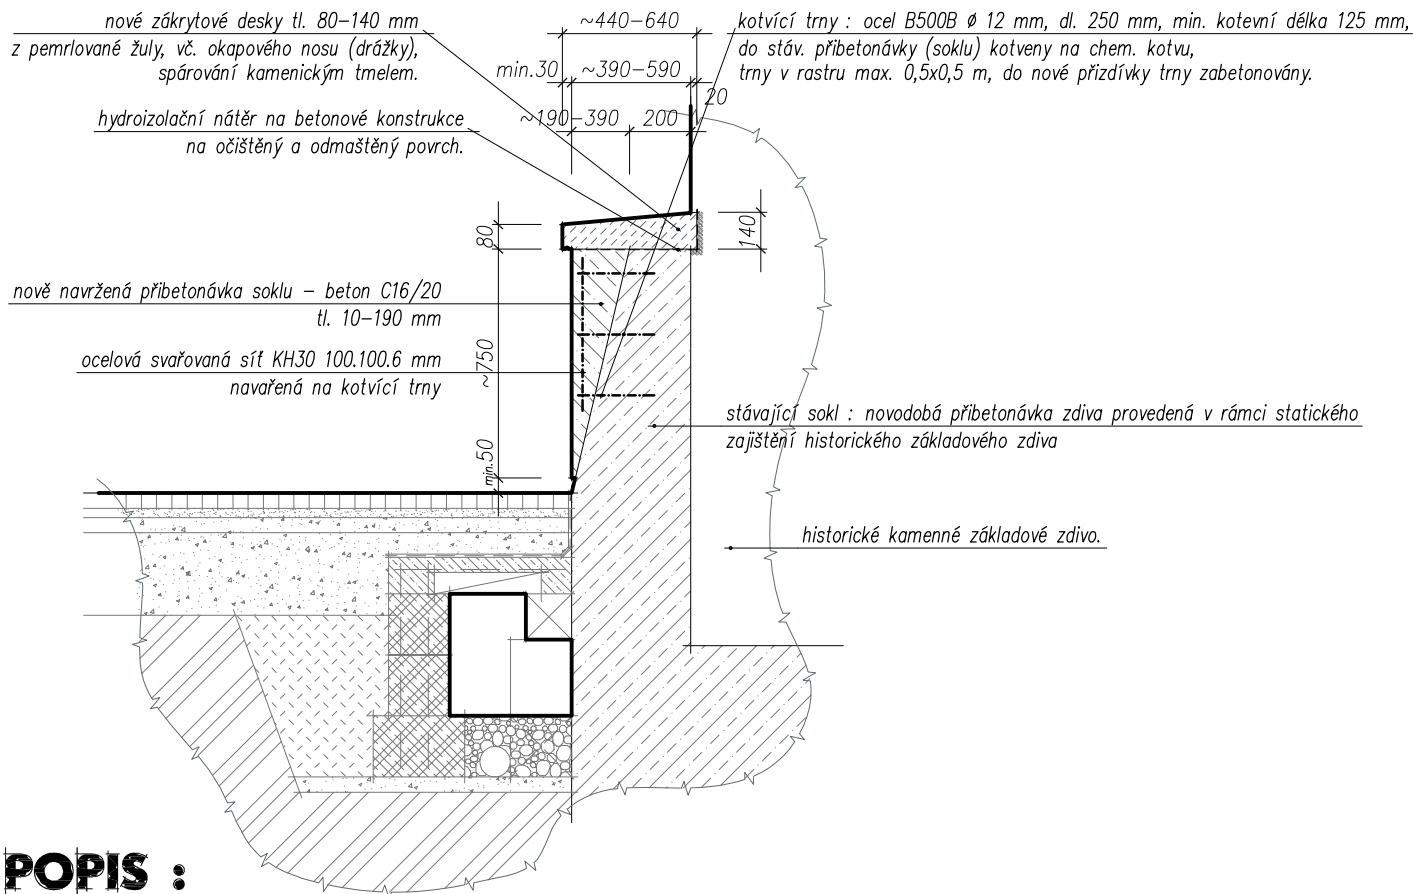 nové zákrytové desky tl. 80–140 mm
z pemrlované žuly, vč. okapového nosu (drážky),
spárování kamenickým tmelem.
~440–640
min.30 ~390–590
20
~190–390 200
kotvící trny : ocel B500B ø 12 mm, dl. 250 mm, min. kotevní délka 125 mm,
do stáv. přibetonávky (soklu) kotveny na chem. kotvu,
trny v rastru max. 0,5x0,5 m, do nové přizdívky trny zabetonovány.
hydroizolační nátěr na betonové konstrukce
na očištěný a odmaštěný povrch.
80
140
nově navržená přibetonávka soklu – beton C16/20
tl. 10–190 mm
~750
ocelová svařovaná síť KH30 100.100.6 mm
navařená na kotvící trny
stávající sokl : novodobá přibetonávka zdiva provedená v rámci statického
zajištění historického základového zdiva
min.50
historické kamenné základové zdivo.
POPIS :